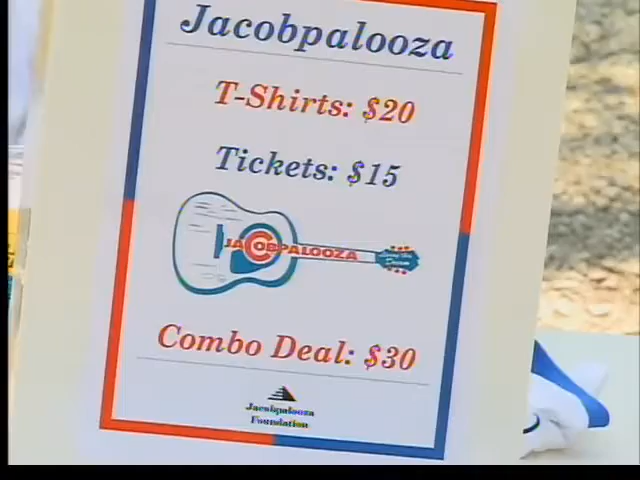 Jacobpalooza
T-Shirts: $20
Tickets: $15
JACOBPALOOZA
Combo Deal: $30
Jacobpalooza
Foundation